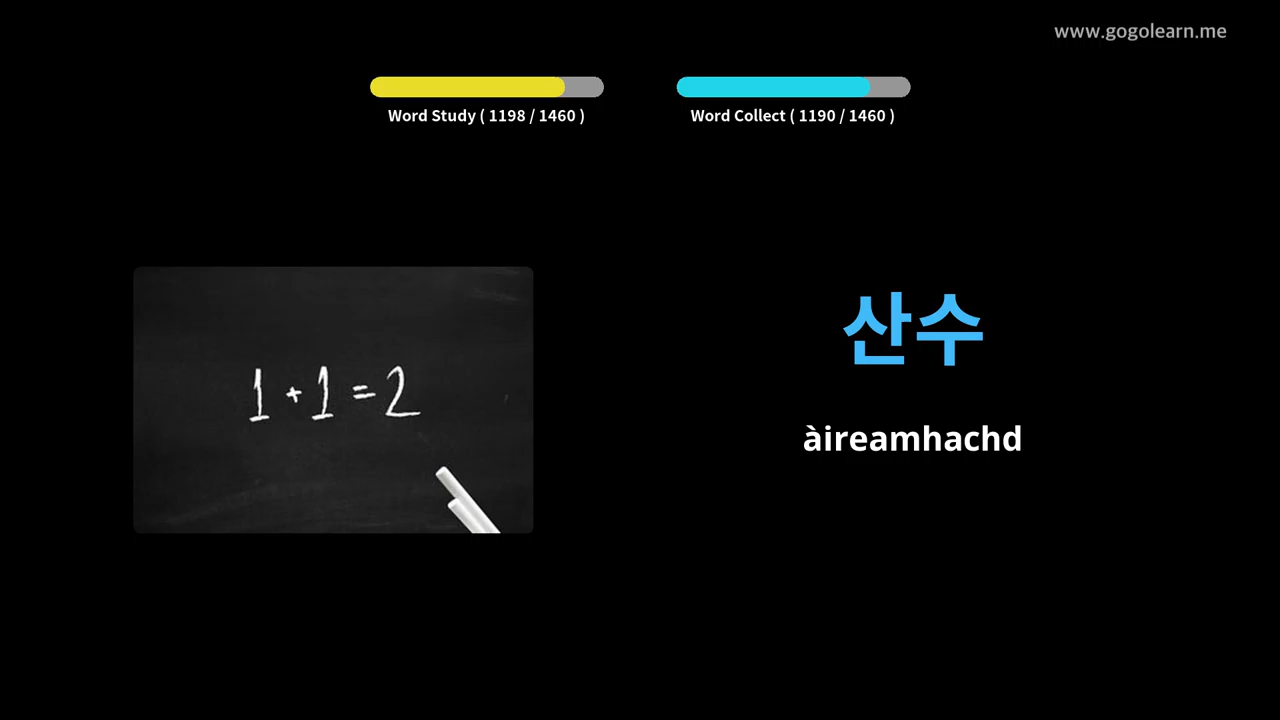 www.gogolearn.me
Word Study ( 1198 / 1460 )
Word Collect ( 1190 / 1460 )
1 + 1 = 2
산수
àireamhachd